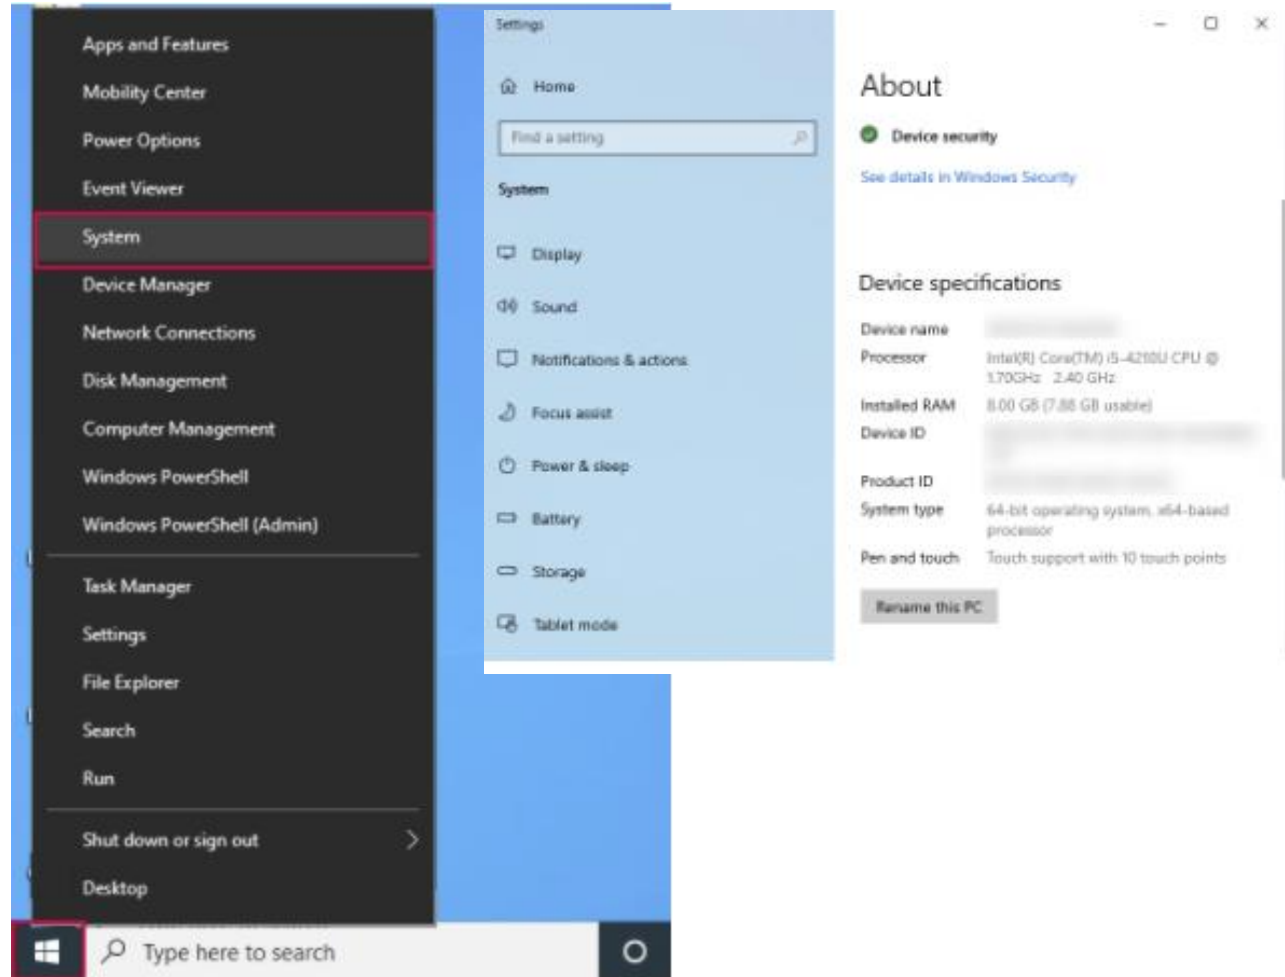 Apps and Features
Mobility Center
Power Options
Event Viewer
System
Device Manager
Network Connections
Disk Management
Computer Management
Windows PowerShell
Windows PowerShell (Admin)
Task Manager
Settings
File Explorer
Search
Run
Shut down or sign out
Desktop
Type here to search
Settings
Home
Find a setting
System
Display
Sound
Notifications & actions
Focus assist
Power & sleep
Battery
Storage
Tablet mode
About
Device security
See details in Windows Security
Device specifications
Device name
Processor Intel(R) Core(TM) i5-4210U CPU @
1.70GHz 2.40 GHz
Installed RAM 8.00 GB (7.88 GB usable)
Device ID
Product ID
System type 64-bit operating system, x64-based
processor
Pen and touch Touch support with 10 touch points
Rename this PC